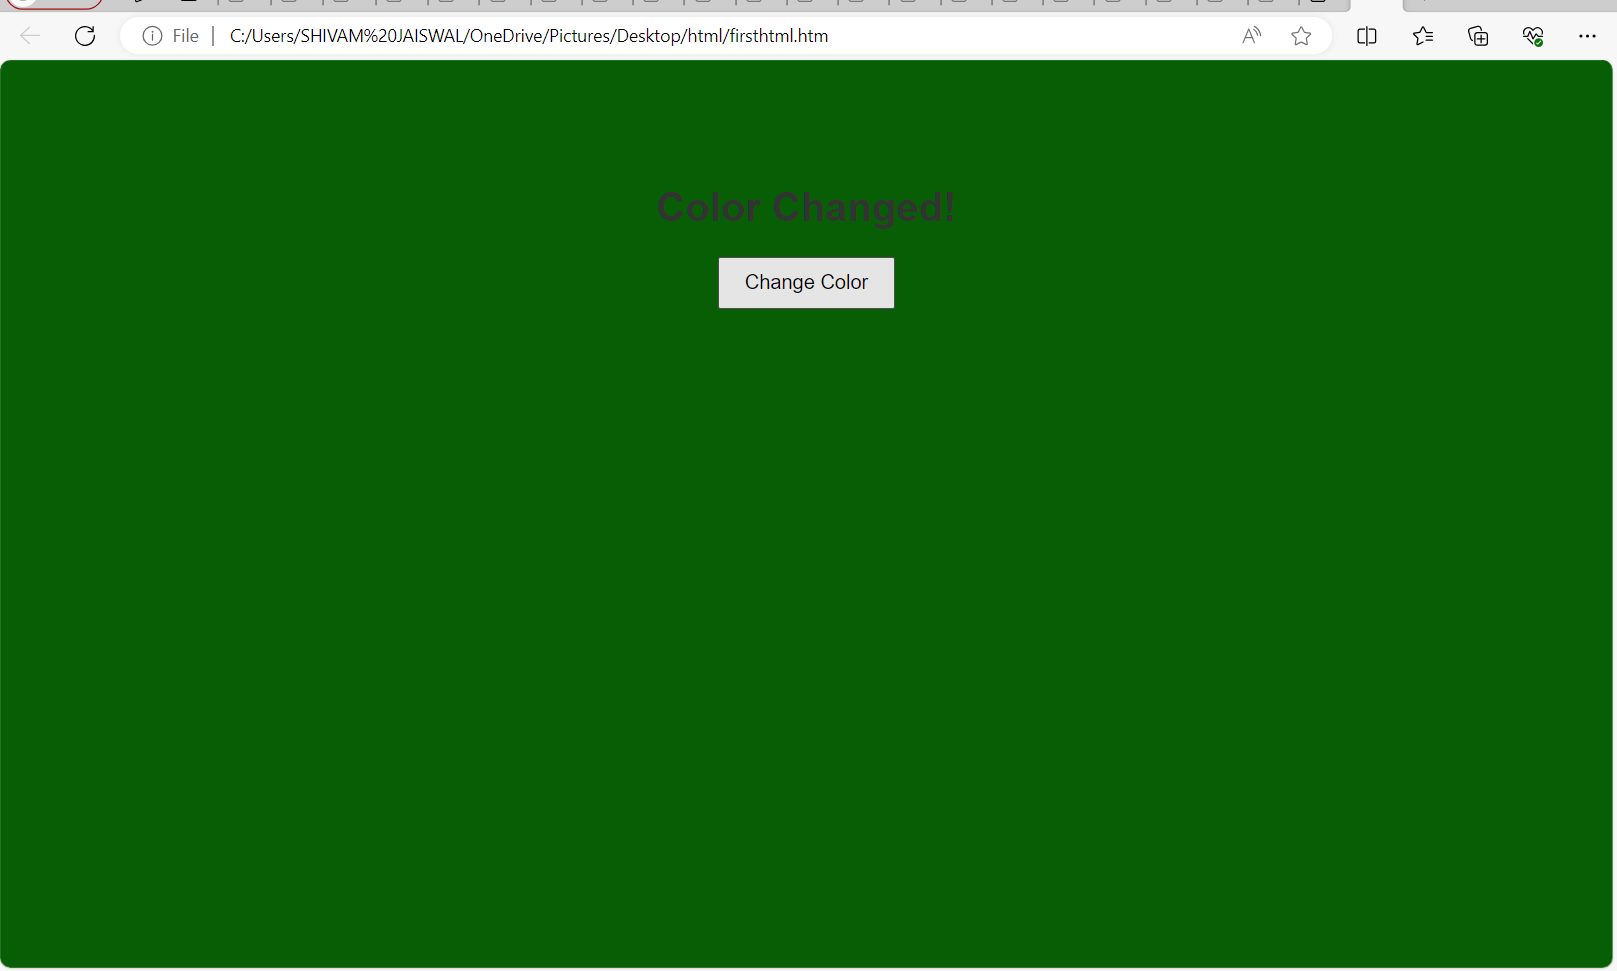 File
C:/Users/SHIVAM%20JAISWAL/OneDrive/Pictures/Desktop/html/firsthtml.htm
Color Changed!
Change Color